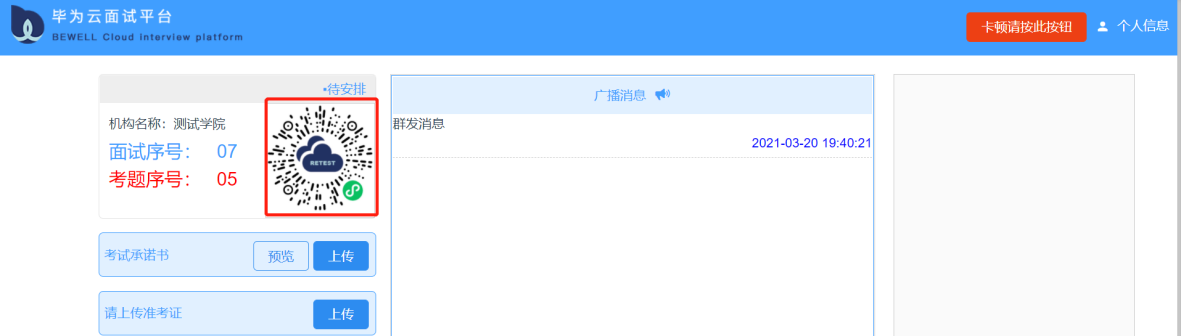 毕为云面试平台
BEWELL Cloud interview platform
卡顿请按此按钮
个人信息
•待安排
机构名称：测试学院
面试序号： 07
考题序号： 05
RETEST
考试承诺书
预览
上传
请上传准考证
上传
广播消息
群发消息
2021-03-20 19:40:21